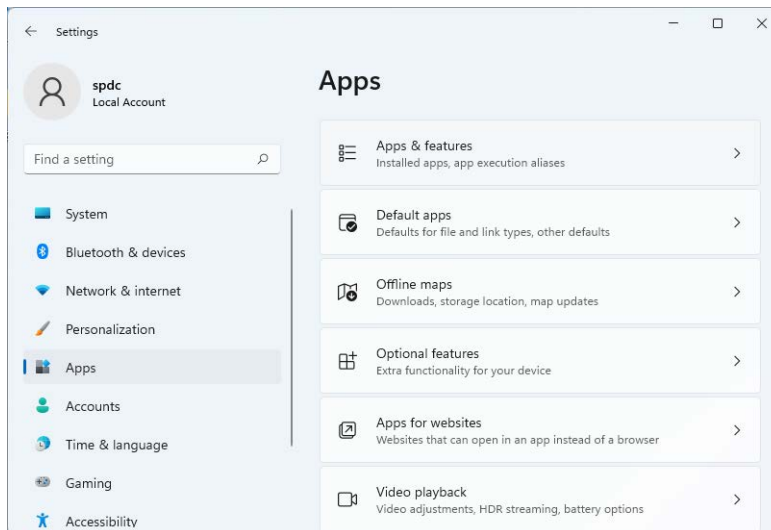 Settings
spdc
Local Account
Find a setting
System
Bluetooth & devices
Network & internet
Personalization
Apps
Accounts
Time & language
Gaming
Accessibility
Apps
Apps & features
Installed apps, app execution aliases
Default apps
Defaults for file and link types, other defaults
Offline maps
Downloads, storage location, map updates
Optional features
Extra functionality for your device
Apps for websites
Websites that can open in an app instead of a browser
Video playback
Video adjustments, HDR streaming, battery options